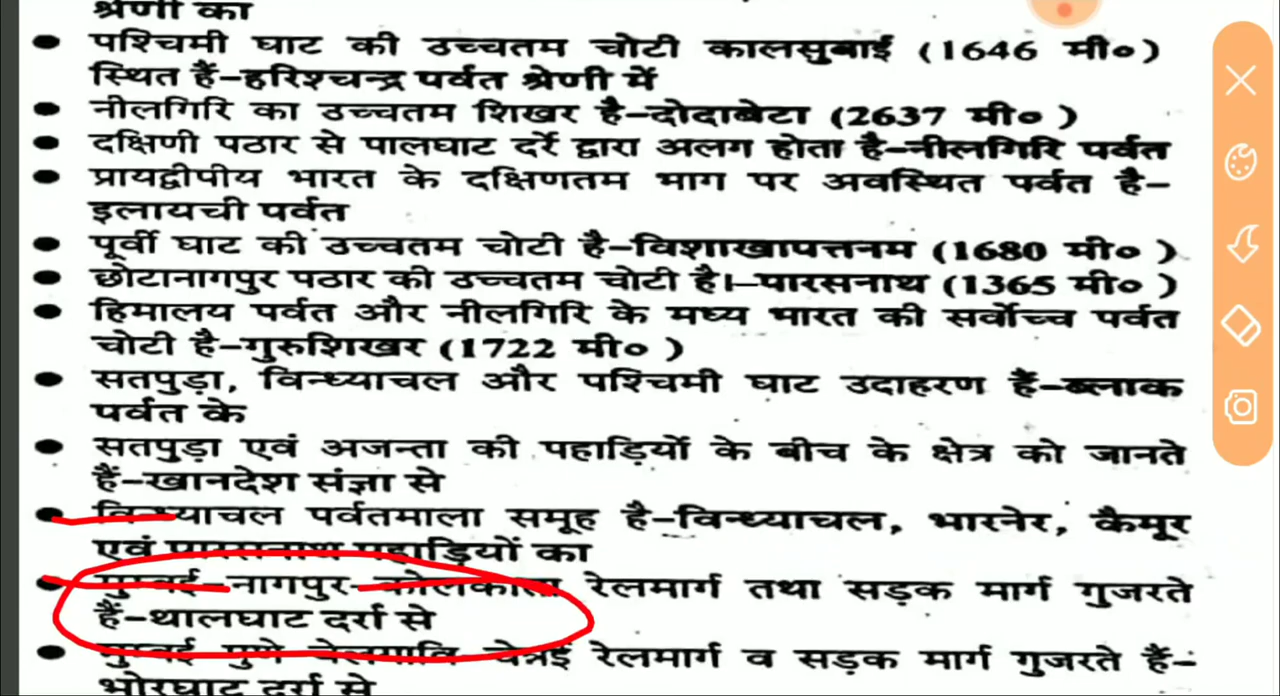 श्रेणी का
● पश्चिमी घाट की उच्चतम चोटी कालसुबाई (1646 मी०)
स्थित हैं–हरिश्चन्द्र पर्वत श्रेणी में
● नीलगिरि का उच्चतम शिखर है–दोदाबेटा (2637 मी० )
● दक्षिणी पठार से पालघाट दर्रे द्वारा अलग होता है–नीलगिरि पर्वत
● प्रायद्वीपीय भारत के दक्षिणतम भाग पर अवस्थित पर्वत है–
इलायची पर्वत
● पूर्वी घाट की उच्चतम चोटी है–विशाखापत्तनम (1680 मी० )
● छोटानागपुर पठार की उच्चतम चोटी है।–पारसनाथ (1365 मी० )
● हिमालय पर्वत और नीलगिरि के मध्य भारत की सर्वोच्च पर्वत
चोटी है–गुरुशिखर (1722 मी० )
● सतपुड़ा, विन्ध्याचल और पश्चिमी घाट उदाहरण हैं–ब्लाक
पर्वत के
● सतपुड़ा एवं अजन्ता की पहाड़ियों के बीच के क्षेत्र को जानते
हैं–खानदेश संज्ञा से
● विन्ध्याचल पर्वतमाला समूह है–विन्ध्याचल, भारनेर, कैमूर
एवं पारसनाथ पहाड़ियों का
● मुम्बई–नागपुर–कोलकाता रेलमार्ग तथा सड़क मार्ग गुजरते
हैं–थालघाट दर्रा से
● मुम्बई पुणे बेलगावि चेन्नई रेलमार्ग व सड़क मार्ग गुजरते हैं–
भोरघाट दर्रा से